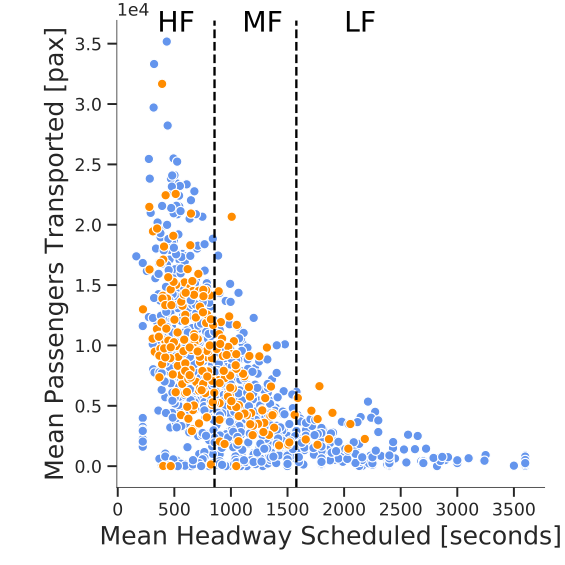 1e4
HF MF LF
Mean Passengers Transported [pax]
3.5
3.0
2.5
2.0
1.5
1.0
0.5
0.0
0 500 1000 1500 2000 2500 3000 3500
Mean Headway Scheduled [seconds]